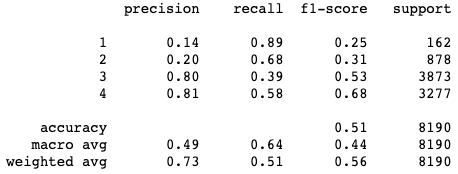 precision recall f1-score support
1 0.14 0.89 0.25 162
2 0.20 0.68 0.31 878
3 0.80 0.39 0.53 3873
4 0.81 0.58 0.68 3277
accuracy 0.51 8190
macro avg 0.49 0.64 0.44 8190
weighted avg 0.73 0.51 0.56 8190